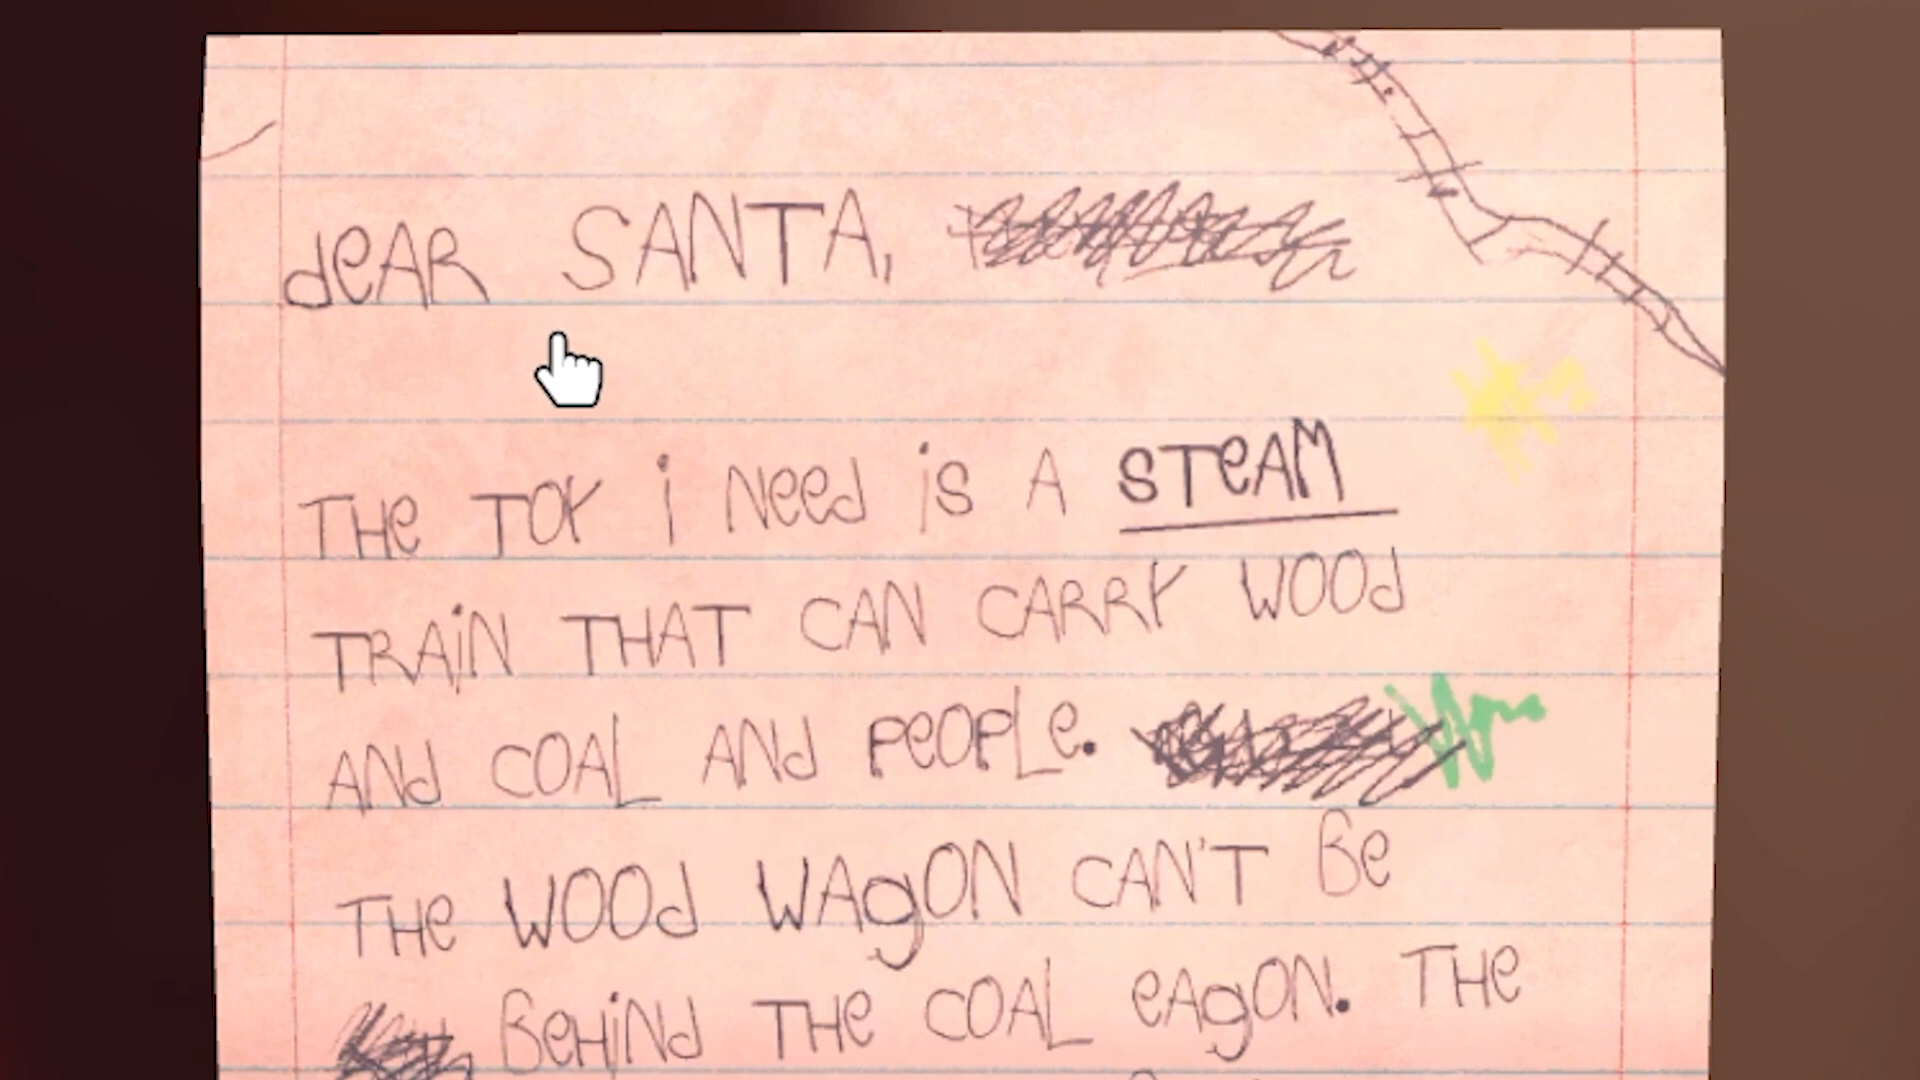 deAR SANTA,
THe TOY i Need iS A STeAM
TRAiN THAT CAN CARRY WOOd
ANd COAL ANd PeOPLe.
THe WOOd WAgON CAN'T Be
BeHiNd THe COAL eAgON. THe